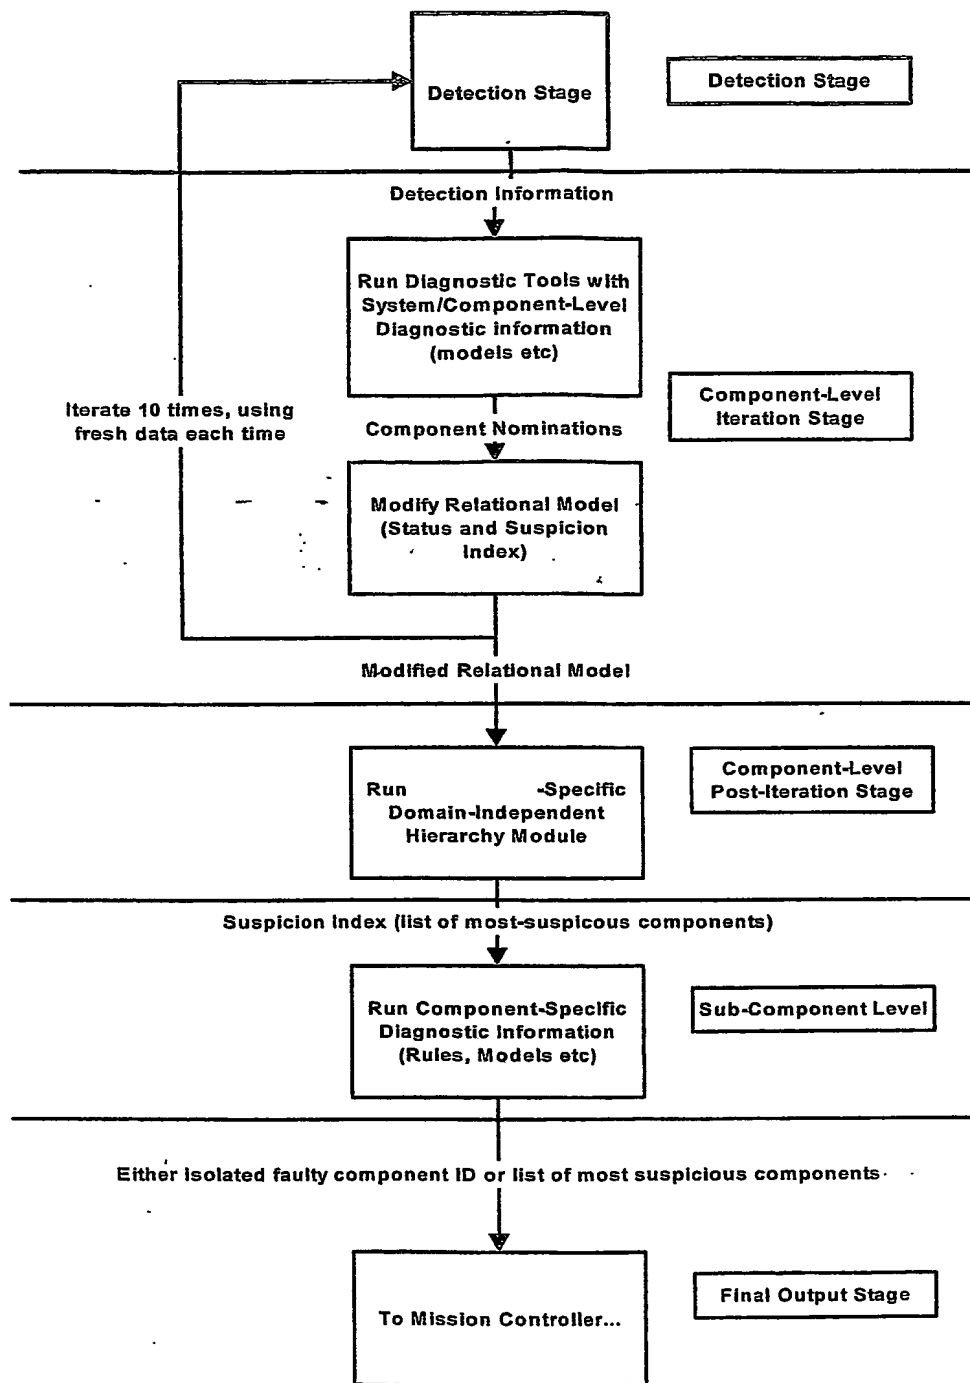 Detection Stage
Detection Stage
Detection Information
Run Diagnostic Tools with
System/Component-Level
Diagnostic Information
(models etc)
Component-Level
Iteration Stage
Iterate 10 times, using
fresh data each time
Component Nominations
Modify Relational Model
(Status and Suspicion
Index)
Modified Relational Model
Run -Specific
Domain-Independent
Hierarchy Module
Component-Level
Post-Iteration Stage
Suspicion Index (list of most-suspicous components)
Run Component-Specific
Diagnostic Information
(Rules, Models etc)
Sub-Component Level
Either isolated faulty component ID or list of most suspicious components
To Mission Controller...
Final Output Stage